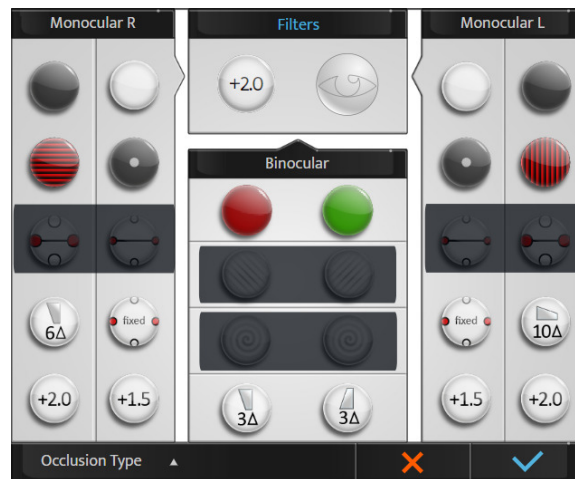 Monocular R
Filters
Monocular L
+2.0
Binocular
6Δ
fixed
fixed
10Δ
+2.0
+1.5
3Δ
3Δ
+1.5
+2.0
Occlusion Type ▲